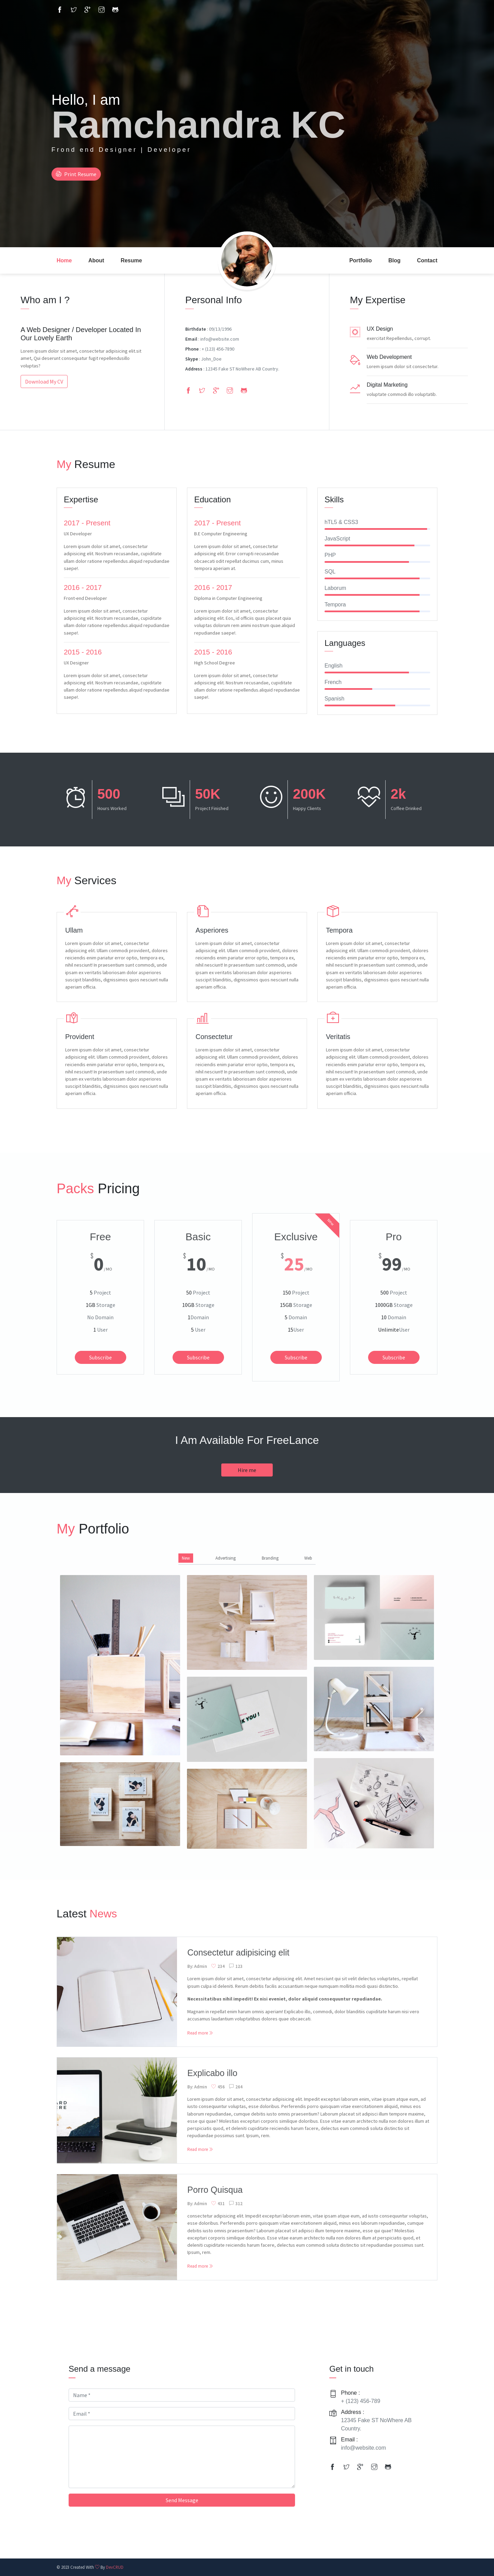 Hello, I am
Ramchandra KC
Frond end Designer | Developer
Print Resume
Home
About
Resume
Portfolio
Blog
Contact
Who am I ?
A Web Designer / Developer Located In
Our Lovely Earth
Lorem ipsum dolor sit amet, consectetur adipisicing elit.sit
amet, Qui deserunt consequatur fugit repellendusillo
voluptas?
Download My CV
Personal Info
Birthdate : 09/13/1996
Email : info@website.com
Phone : + (123) 456-7890
Skype : John_Doe
Address : 12345 Fake ST NoWhere AB Country
My Expertise
UX Design
exercitat Repellendus, corrupt.
Web Development
Lorem ipsum dolor sit consectetur.
Digital Marketing
voluptate commodi illo voluptatib.
My Resume
Expertise
2017 - Present
UX Developer
Lorem ipsum dolor sit amet, consectetur
adipisicing elit. Nostrum recusandae, cupiditate
ullam dolor ratione repellendus.aliquid repudiandae
saepe!
2016 - 2017
Front-end Developer
Lorem ipsum dolor sit amet, consectetur
adipisicing elit. Nostrum recusandae, cupiditate
ullam dolor ratione repellendus.aliquid repudiandae
saepe!
2015 - 2016
UX Designer
Lorem ipsum dolor sit amet, consectetur
adipisicing elit. Nostrum recusandae, cupiditate
ullam dolor ratione repellendus.aliquid repudiandae
saepe!
Education
2017 - Present
B.E Computer Engineering
Lorem ipsum dolor sit amet, consectetur
adipisicing elit. Error corrupti recusandae
obcaecati odit repellat ducimus cum, minus
tempora aperiam at.
2016 - 2017
Diploma in Computer Engineering
Lorem ipsum dolor sit amet, consectetur
adipisicing elit. Eos, id officiis quas placeat quia
voluptas dolorum rem animi nostrum quae.aliquid
repudiandae saepe!
2015 - 2016
High School Degree
Lorem ipsum dolor sit amet, consectetur
adipisicing elit. Nostrum recusandae, cupiditate
ullam dolor ratione repellendus.aliquid repudiandae
saepe!
Skills
hTL5 & CSS3
JavaScript
PHP
SQL
Laborum
Tempora
Languages
English
French
Spanish
500
Hours Worked
50K
Project Finished
200K
Happy Clients
2k
Coffee Drinked
My Services
Ullam
Lorem ipsum dolor sit amet, consectetur
adipisicing elit. Ullam commodi provident, dolores
reiciendis enim pariatur error optio, tempora ex,
nihil nesciunt! In praesentium sunt commodi, unde
ipsam ex veritatis laboriosam dolor asperiores
suscipit blanditiis, dignissimos quos nesciunt nulla
aperiam officia.
Asperiores
Lorem ipsum dolor sit amet, consectetur
adipisicing elit. Ullam commodi provident, dolores
reiciendis enim pariatur error optio, tempora ex,
nihil nesciunt! In praesentium sunt commodi, unde
ipsam ex veritatis laboriosam dolor asperiores
suscipit blanditiis, dignissimos quos nesciunt nulla
aperiam officia.
Tempora
Lorem ipsum dolor sit amet, consectetur
adipisicing elit. Ullam commodi provident, dolores
reiciendis enim pariatur error optio, tempora ex,
nihil nesciunt! In praesentium sunt commodi, unde
ipsam ex veritatis laboriosam dolor asperiores
suscipit blanditiis, dignissimos quos nesciunt nulla
aperiam officia.
Provident
Lorem ipsum dolor sit amet, consectetur
adipisicing elit. Ullam commodi provident, dolores
reiciendis enim pariatur error optio, tempora ex,
nihil nesciunt! In praesentium sunt commodi, unde
ipsam ex veritatis laboriosam dolor asperiores
suscipit blanditiis, dignissimos quos nesciunt nulla
aperiam officia.
Consectetur
Lorem ipsum dolor sit amet, consectetur
adipisicing elit. Ullam commodi provident, dolores
reiciendis enim pariatur error optio, tempora ex,
nihil nesciunt! In praesentium sunt commodi, unde
ipsam ex veritatis laboriosam dolor asperiores
suscipit blanditiis, dignissimos quos nesciunt nulla
aperiam officia.
Veritatis
Lorem ipsum dolor sit amet, consectetur
adipisicing elit. Ullam commodi provident, dolores
reiciendis enim pariatur error optio, tempora ex,
nihil nesciunt! In praesentium sunt commodi, unde
ipsam ex veritatis laboriosam dolor asperiores
suscipit blanditiis, dignissimos quos nesciunt nulla
aperiam officia.
Packs Pricing
Free
$0/MO
5 Project
1GB Storage
No Domain
1 User
Subscribe
Basic
$10/MO
50 Project
10GB Storage
1Domain
5 User
Subscribe
Exclusive
$25/MO
150 Project
15GB Storage
5 Domain
15User
Subscribe
Pro
$99/MO
500 Project
1000GB Storage
10 Domain
UnlimiteUser
Subscribe
I Am Available For FreeLance
Hire me
My Portfolio
New
Advertising
Branding
Web
Latest News
Consectetur adipisicing elit
By Admin 234 123
Lorem ipsum dolor sit amet, consectetur adipisicing elit. Amet nesciunt qui sit velit delectus voluptates, repellat
ipsum culpa id deleniti. Rerum debitis facilis accusantium neque numquam mollitia modi quasi distinctio.
Necessitatibus nihil impedit! Ex nisi eveniet, dolor aliquid consequuntur repudiandae.
Magnam in repellat enim harum omnis aperiam! Explicabo illo, commodi, dolor blanditiis cupiditate harum nisi vero
accusamus laudantium voluptatibus dolores quae obcaecati.
Read more
Explicabo illo
By Admin 456 264
Lorem ipsum dolor sit amet, consectetur adipisicing elit. Impedit excepturi laborum enim, vitae ipsam atque eum, ad
iusto consequuntur voluptas, esse doloribus. Perferendis porro quisquam vitae exercitationem aliquid, minus eos
laborum repudiandae, cumque debitis iusto omnis praesentium? Laborum placeat sit adipisci illum tempore maxime,
esse qui quae? Molestias excepturi corporis similique doloribus. Esse vitae earum architecto nulla non dolores illum at
perspiciatis quod, et deleniti cupiditate reiciendis harum facere, delectus eum commodi soluta distinctio sit
repudiandae possimus sunt. Ipsum, rem.
Read more
Porro Quisqua
By Admin 431 312
consectetur adipisicing elit. Impedit excepturi laborum enim, vitae ipsam atque eum, ad iusto consequuntur voluptas,
esse doloribus. Perferendis porro quisquam vitae exercitationem aliquid, minus eos laborum repudiandae, cumque
debitis iusto omnis praesentium? Laborum placeat sit adipisci illum tempore maxime, esse qui quae? Molestias
excepturi corporis similique doloribus. Esse vitae earum architecto nulla non dolores illum at perspiciatis quod, et
deleniti cupiditate reiciendis harum facere, delectus eum commodi soluta distinctio sit repudiandae possimus sunt.
Ipsum, rem.
Read more
Send a message
Name *
Email *
Send Message
Get in touch
Phone :
+ (123) 456-789
Address :
12345 Fake ST NoWhere AB
Country.
Email :
info@website.com
© 2023 Created With By DevCRUD